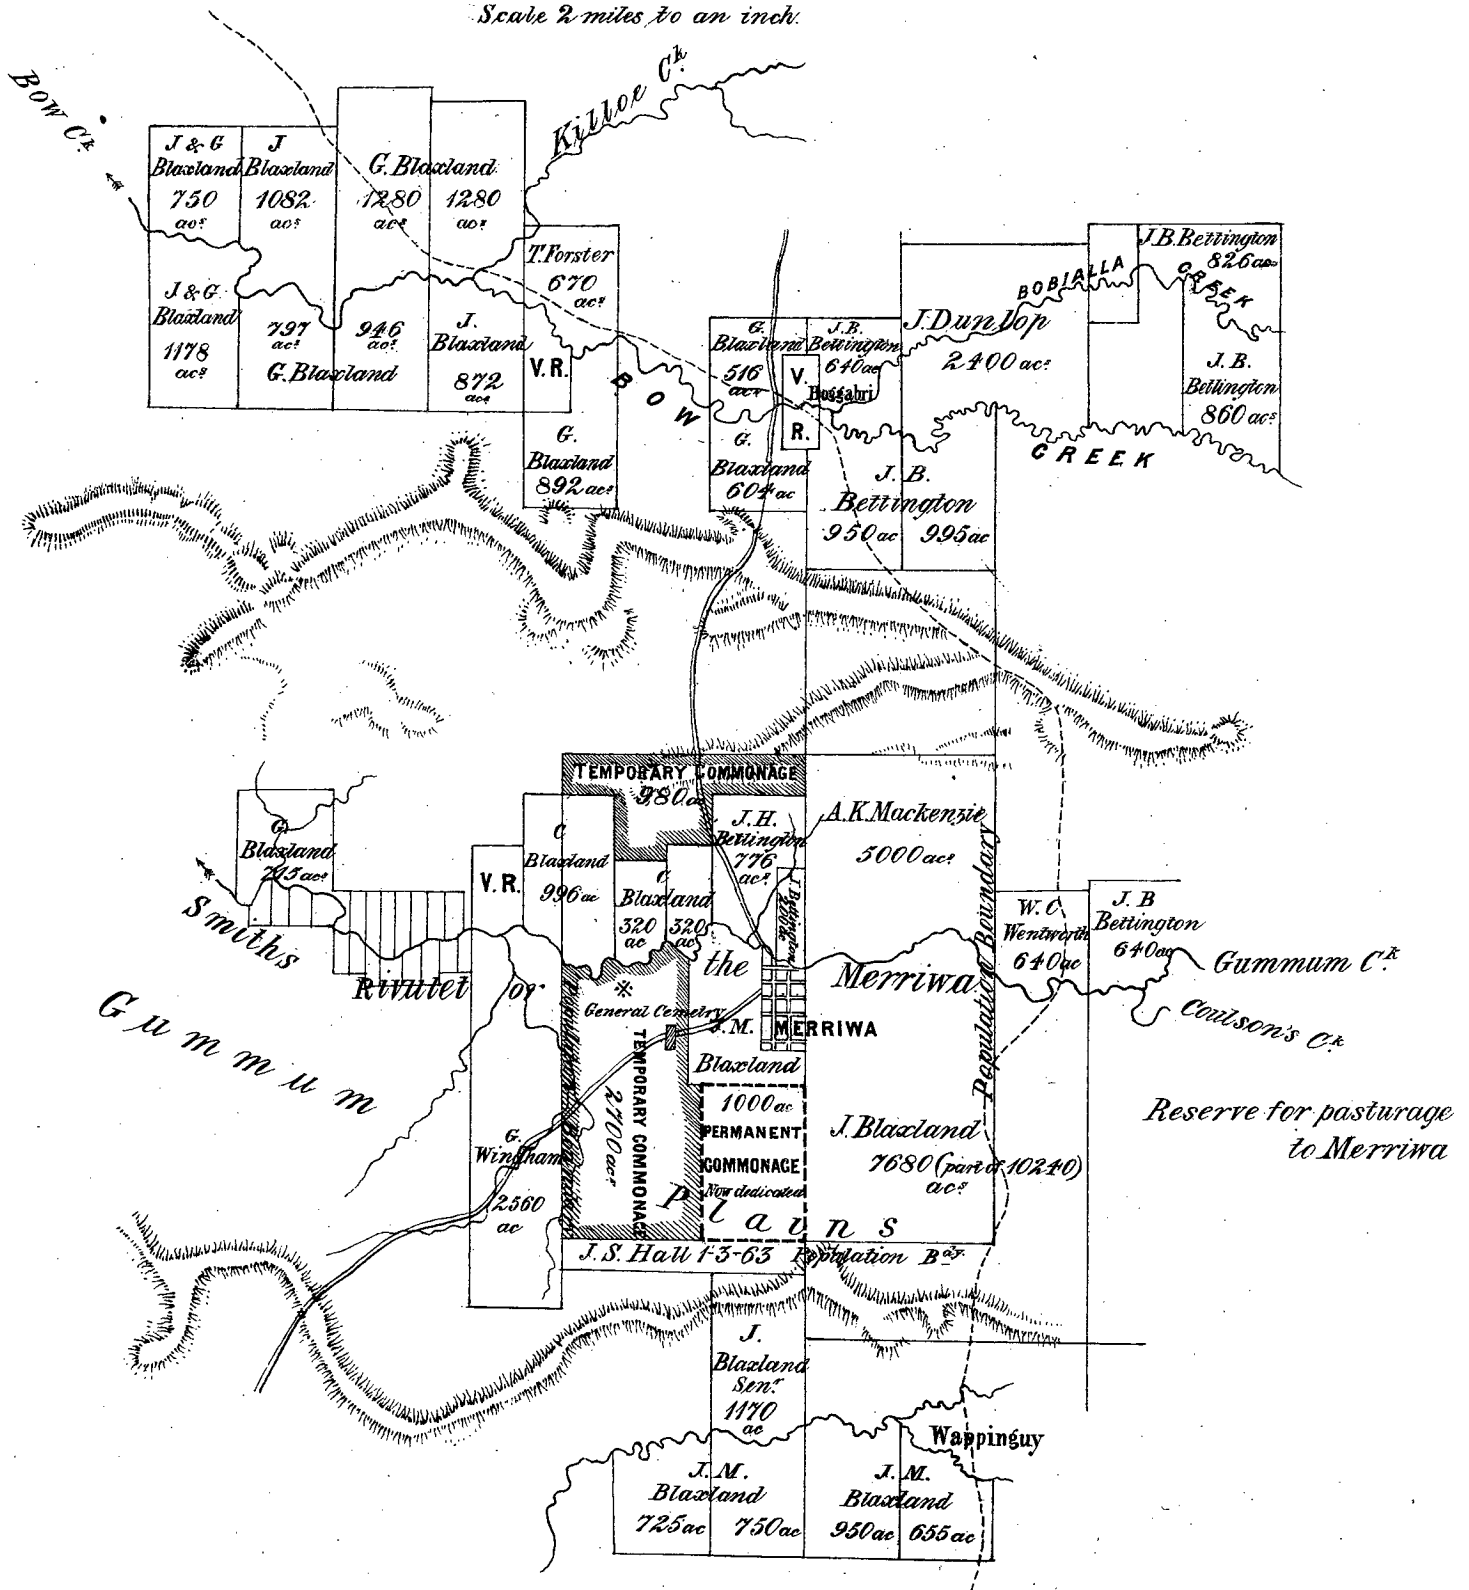 Scale 2 miles to an inch.
Bow Ck.
Killoe Ck.
J & G
Blaxland
750
acs
J
Blaxland
1082
acs
G. Blaxland
1280
acs
1280
acs
T. Forster
670
acs
J & G
Blaxland
1178
acs
797
acs
946
acs
G. Blaxland
J.
Blaxland
872
acs
V.R.
BOW
G.
Blaxland
892 acs
G.
Blaxland
516
acs
J.B.
Bettington
640 ac
V.
R.
Boggabri
G.
Blaxland
604 ac
J. Dunlop
2400 acs
BOBIALLA
CREEK
J.B. Bettington
826 acs
J.B.
Bettington
860 acs
CREEK
J. B.
Bettington
950 ac
995 ac
TEMPORARY COMMONAGE
980 ac
J.H.
Bettington
776
acs
A.K. Mackenzie
5000 acs
Population Boundary
G
Blaxland
715 acs
V.R.
C
Blaxland
996 ac
C
Blaxland
320
ac
320
ac
J. Bettington
200 ac
W.C
Wentworth
640 ac
J. B
Bettington
640 ac
Smiths
Rivulet or
Gummum
the
Merriwa
Gummum Ck.
Coulson's Ck.
General Cemetry
J.M.
Blaxland
MERRIWA
TEMPORARY COMMONAGE
2700 acs
Population Boundary
1000 ac
PERMANENT
COMMONAGE
Now dedicated
J. Blaxland
7680 (part of 10240)
acs
Reserve for pasturage
to Merriwa
G.
Wingham
2560
ac
plains
J.S. Hall 1-3-63
Population Bdy.
J.
Blaxland
Senr
1170
ac
Wappinguy
J. M.
Blaxland
725 ac
750 ac
J. M.
Blaxland
950 ac
655 ac